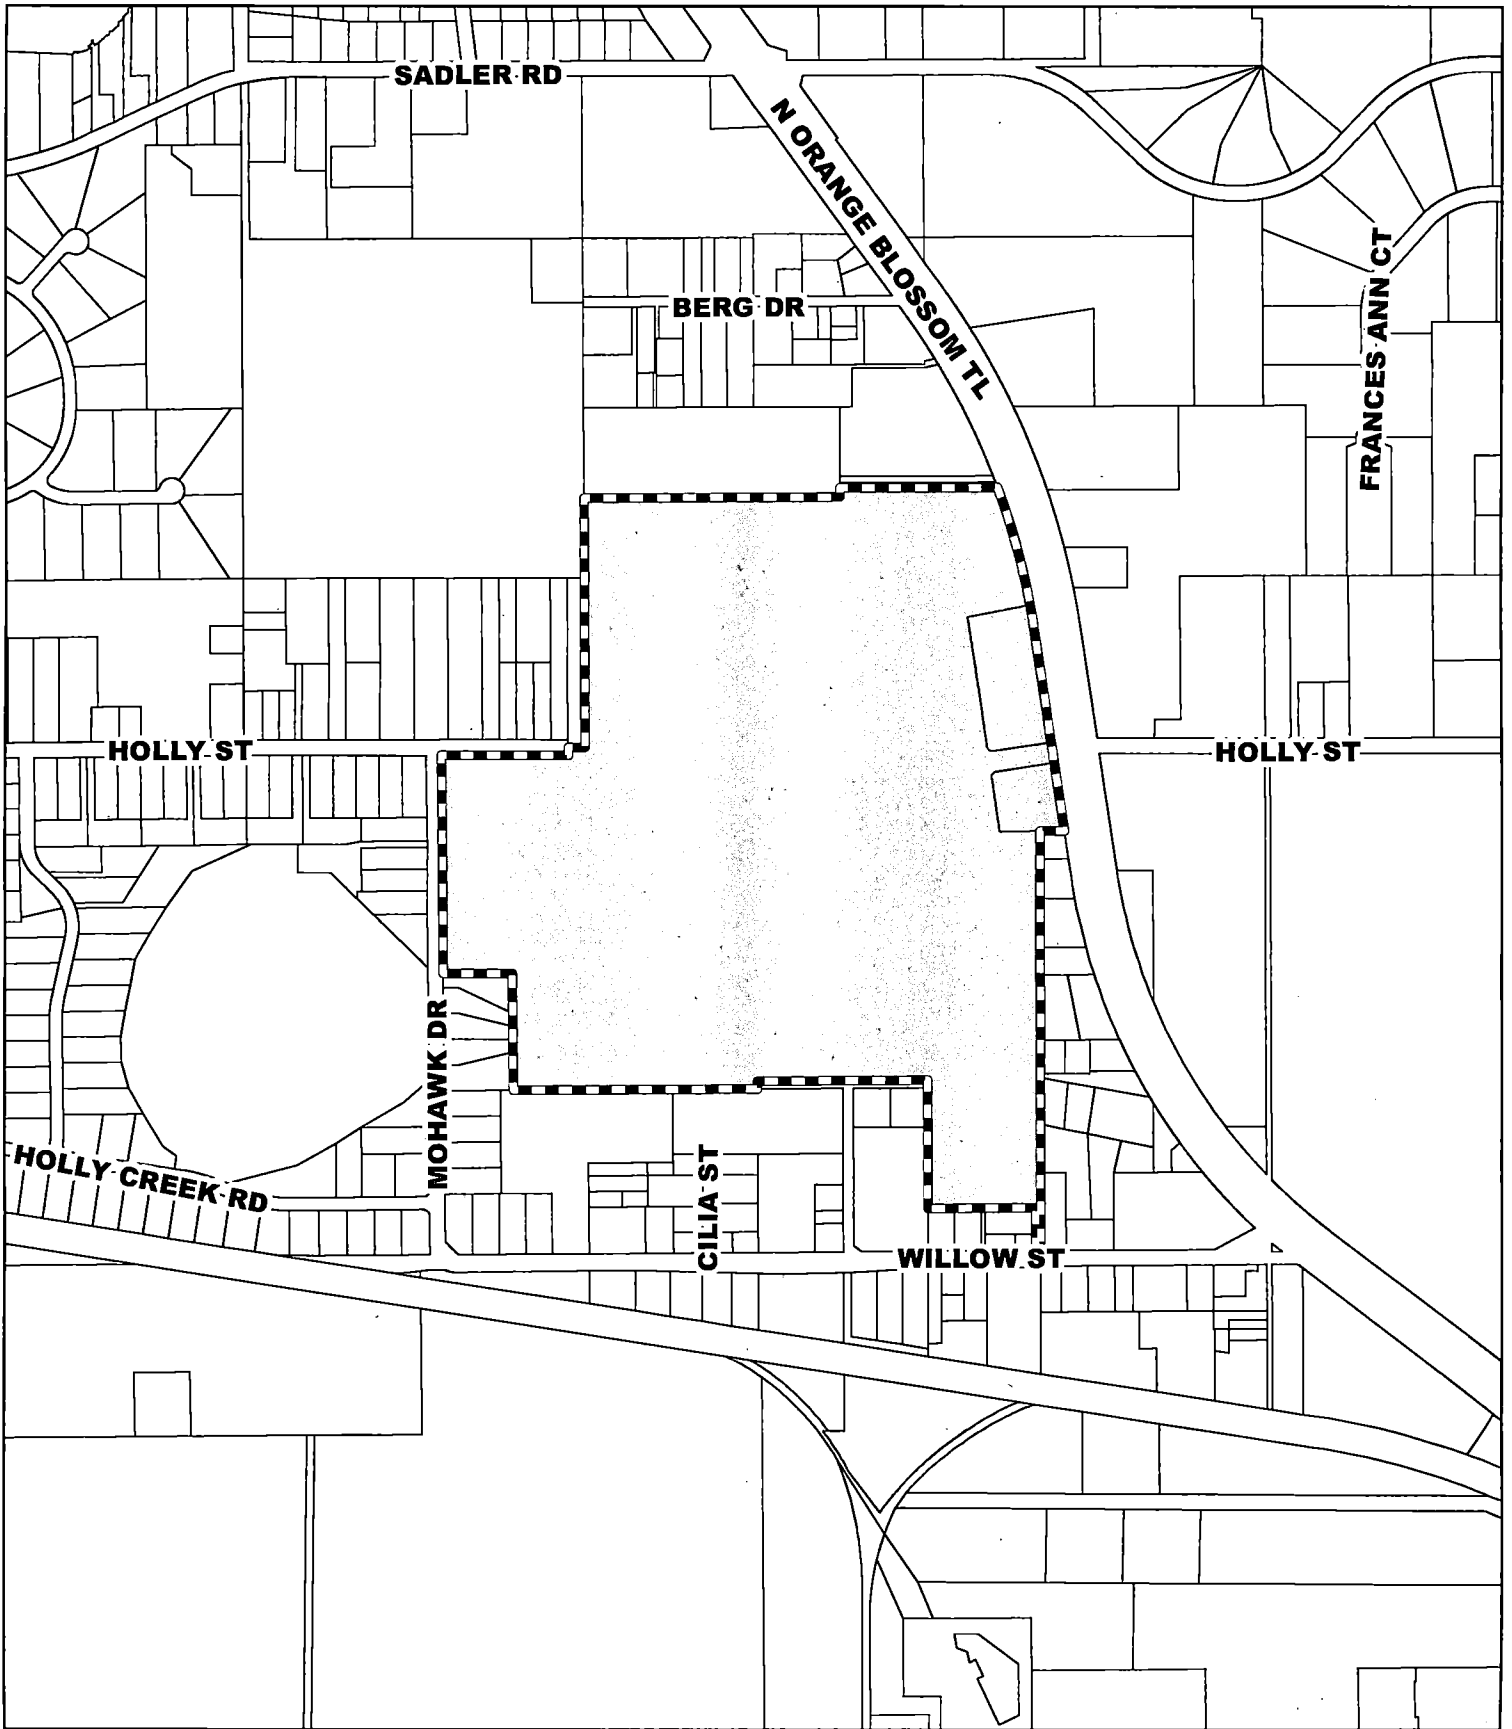 SADLER RD
N ORANGE BLOSSOM TL
BERG DR
FRANCES ANN CT
HOLLY ST
HOLLY ST
MOHAWK DR
HOLLY CREEK RD
CILIA ST
WILLOW ST